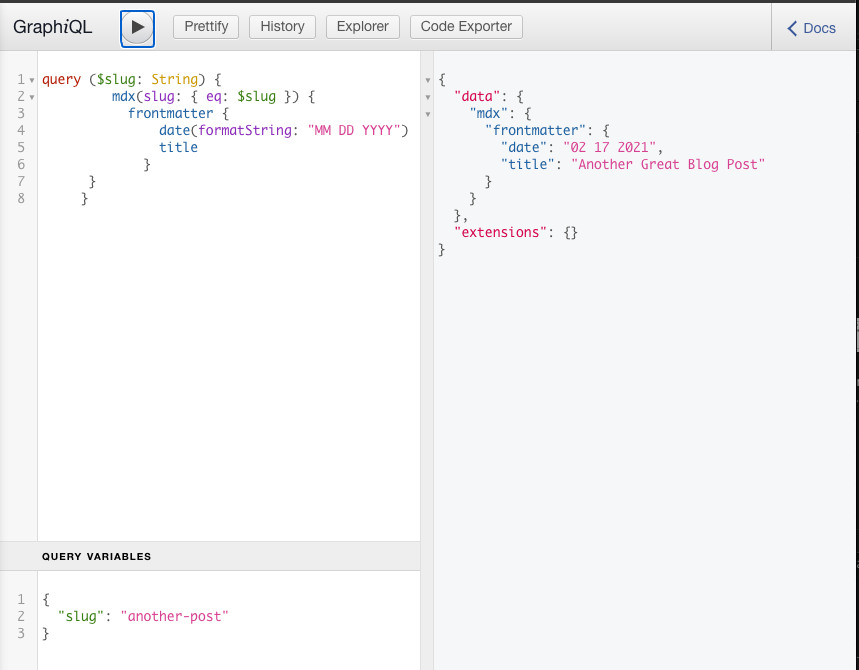 GraphiQL
Prettify
History
Explorer
Code Exporter
Docs
1 query ($slug: String) {
2 mdx(slug: { eq: $slug }) {
3 frontmatter {
4 date(formatString: "MM DD YYYY")
5 title
6 }
7 }
8 }
QUERY VARIABLES
1 {
2 "slug": "another-post"
3 }
{
"data": {
"mdx": {
"frontmatter": {
"date": "02 17 2021",
"title": "Another Great Blog Post"
}
}
},
"extensions": {}
}